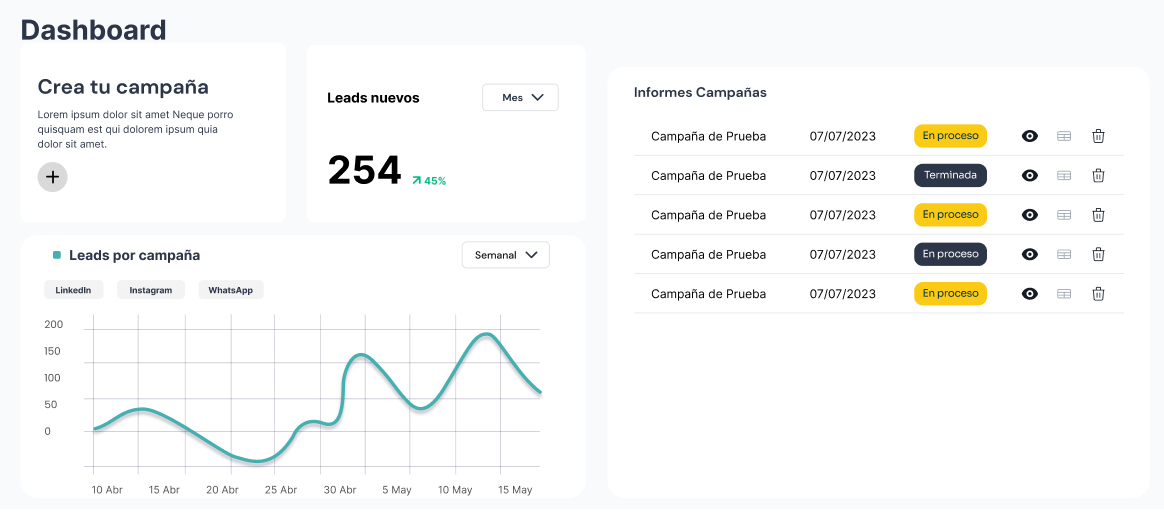 Dashboard
Crea tu campaña
Lorem ipsum dolor sit amet Neque porro
quisquam est qui dolorem ipsum quia
dolor sit amet.
Leads nuevos
Mes
254
45%
Leads por campaña
Semanal
LinkedIn
Instagram
WhatsApp
200
150
100
50
0
10 Abr 15 Abr 20 Abr 25 Abr 30 Abr 5 May 10 May 15 May
Informes Campañas
Campaña de Prueba 07/07/2023 En proceso
Campaña de Prueba 07/07/2023 Terminada
Campaña de Prueba 07/07/2023 En proceso
Campaña de Prueba 07/07/2023 En proceso
Campaña de Prueba 07/07/2023 En proceso